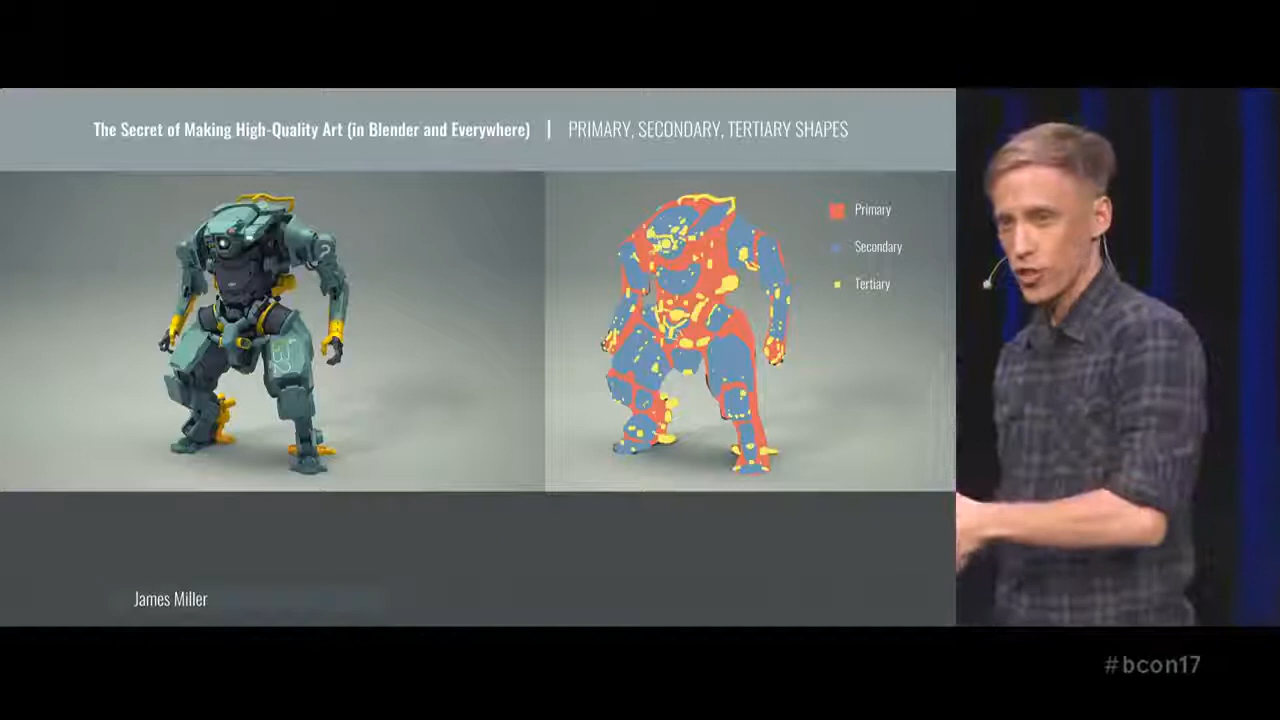 The Secret of Making High-Quality Art (in Blender and Everywhere) | PRIMARY, SECONDARY, TERTIARY SHAPES
Primary
Secondary
Tertiary
James Miller
#bcon17